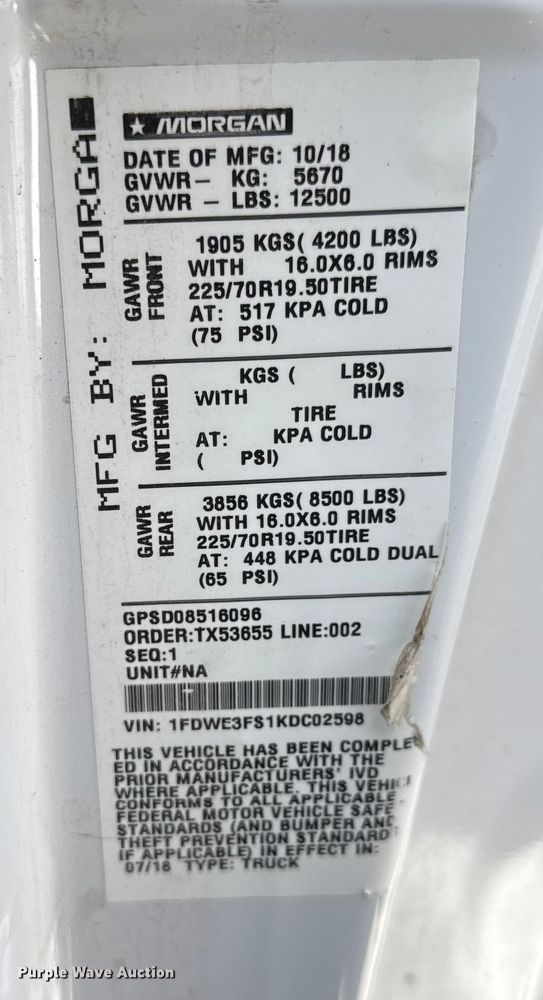 MFG BY: MORGA
★ MORGAN
DATE OF MFG: 10/18
GVWR— KG: 5670
GVWR — LBS: 12500
GAWR FRONT
1905 KGS( 4200 LBS)
WITH 16.0X6.0 RIMS
225/70R19.50TIRE
AT: 517 KPA COLD
(75 PSI)
GAWR INTERMED
KGS ( LBS)
WITH RIMS
TIRE
AT: KPA COLD
( PSI)
GAWR REAR
3856 KGS( 8500 LBS)
WITH 16.0X6.0 RIMS
225/70R19.50TIRE
AT: 448 KPA COLD DUAL
(65 PSI)
GPSD08516096
ORDER:TX53655 LINE:002
SEQ:1
UNIT#NA
VIN: 1FDWE3FS1KDC02598
THIS VEHICLE HAS BEEN COMPLE
ED IN ACCORDANCE WITH THE
PRIOR MANUFACTURERS' IVD
WHERE APPLICABLE. THIS VEHIC
CONFORMS TO ALL APPLICABLE
FEDERAL MOTOR VEHICLE SAFE
STANDARDS (AND BUMPER AND
THEFT PREVENTION STANDARD
IF APPLICABLE) IN EFFECT IN:
07/18 TYPE: TRUCK
Purple Wave Auction